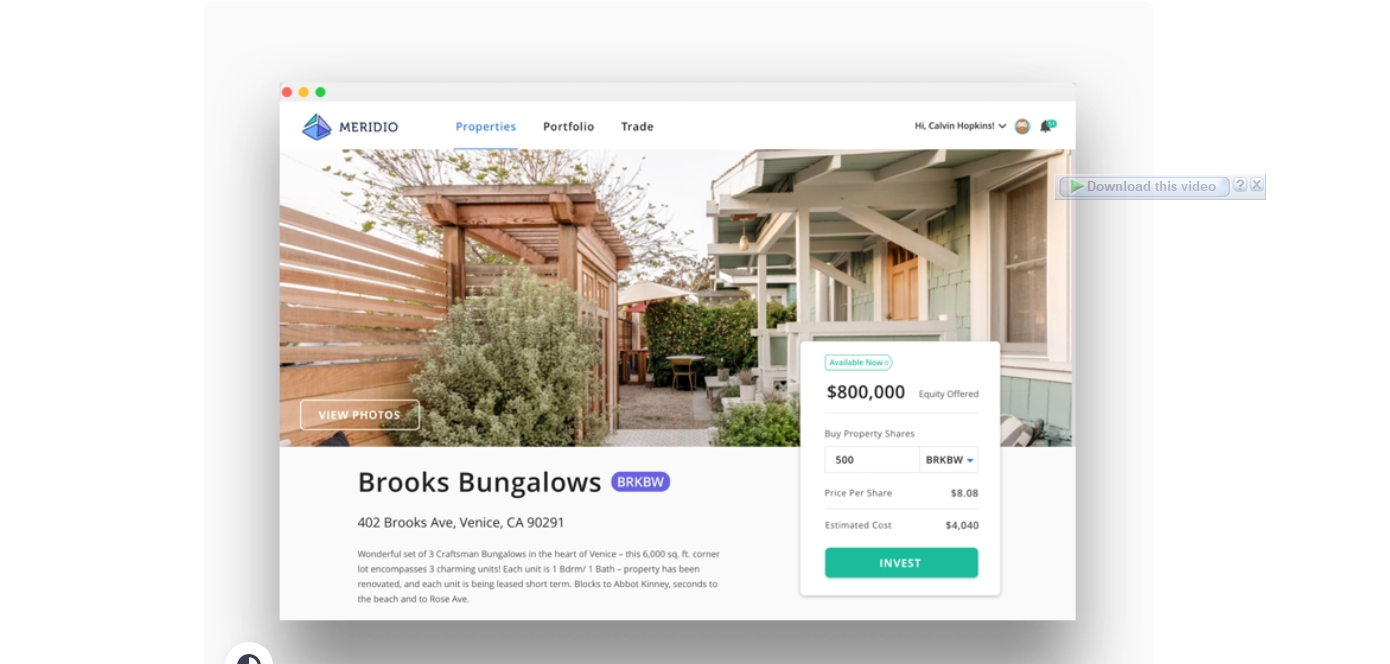 MERIDIO
Properties
Portfolio
Trade
Hi, Calvin Hopkins!
Download this video
?
VIEW PHOTOS
Available Now
$800,000 Equity Offered
Buy Property Shares
500 BRKBW
Price Per Share $8.08
Estimated Cost $4,040
INVEST
Brooks Bungalows BRKBW
402 Brooks Ave, Venice, CA 90291
Wonderful set of 3 Craftsman Bungalows in the heart of Venice – this 6,000 sq. ft. corner
lot encompasses 3 charming units! Each unit is 1 Bdrm/ 1 Bath – property has been
renovated, and each unit is being leased short term. Blocks to Abbot Kinney, seconds to
the beach and to Rose Ave.